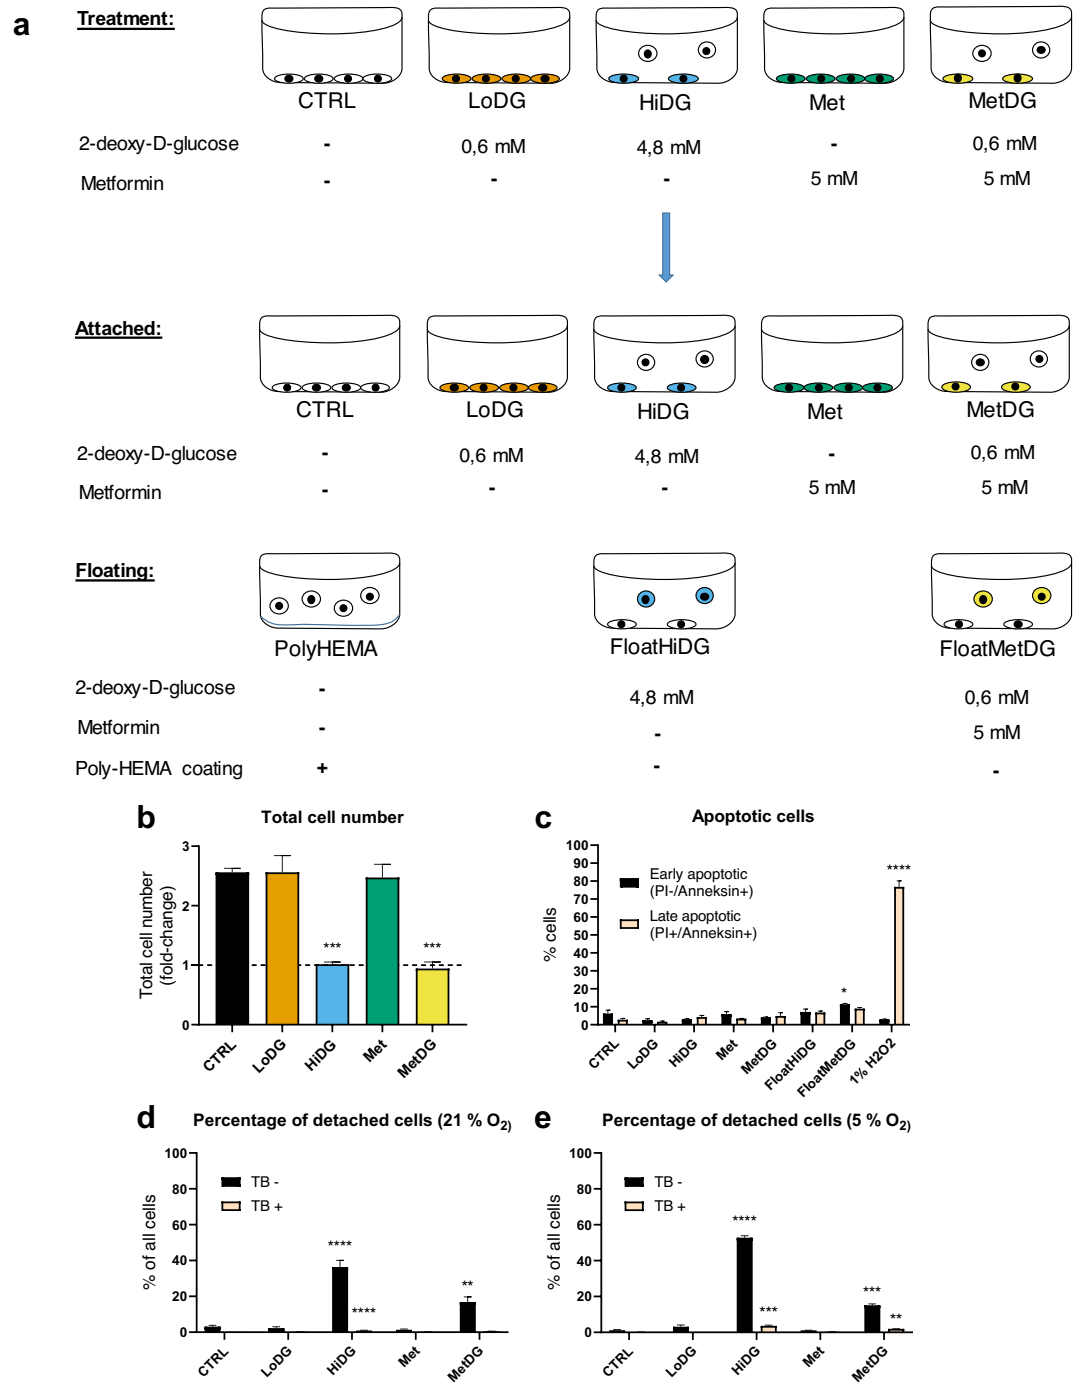 a
Treatment:
CTRL LoDG HiDG Met MetDG
2-deoxy-D-glucose - 0,6 mM 4,8 mM - 0,6 mM
Metformin - - - 5 mM 5 mM
Attached:
CTRL LoDG HiDG Met MetDG
2-deoxy-D-glucose - 0,6 mM 4,8 mM - 0,6 mM
Metformin - - - 5 mM 5 mM
Floating:
PolyHEMA FloatHiDG FloatMetDG
2-deoxy-D-glucose - 4,8 mM 0,6 mM
Metformin - - 5 mM
Poly-HEMA coating + - -
b Total cell number
Total cell number
(fold-change)
3
2
1
0
*** ***
CTRL LoDG HiDG Met MetDG
c Apoptotic cells
% cells
100
90
80
70
60
50
40
30
20
10
0
Early apoptotic
(PI-/Anneksin+)
Late apoptotic
(PI+/Anneksin+)
* ****
CTRL LoDG HiDG Met MetDG FloatHiDG FloatMetDG 1% H2O2
d Percentage of detached cells (21 % O2)
% of all cells
100
80
60
40
20
0
TB -
TB +
**** **** **
CTRL LoDG HiDG Met MetDG
e Percentage of detached cells (5 % O2)
% of all cells
100
80
60
40
20
0
TB -
TB +
**** *** *** **
CTRL LoDG HiDG Met MetDG